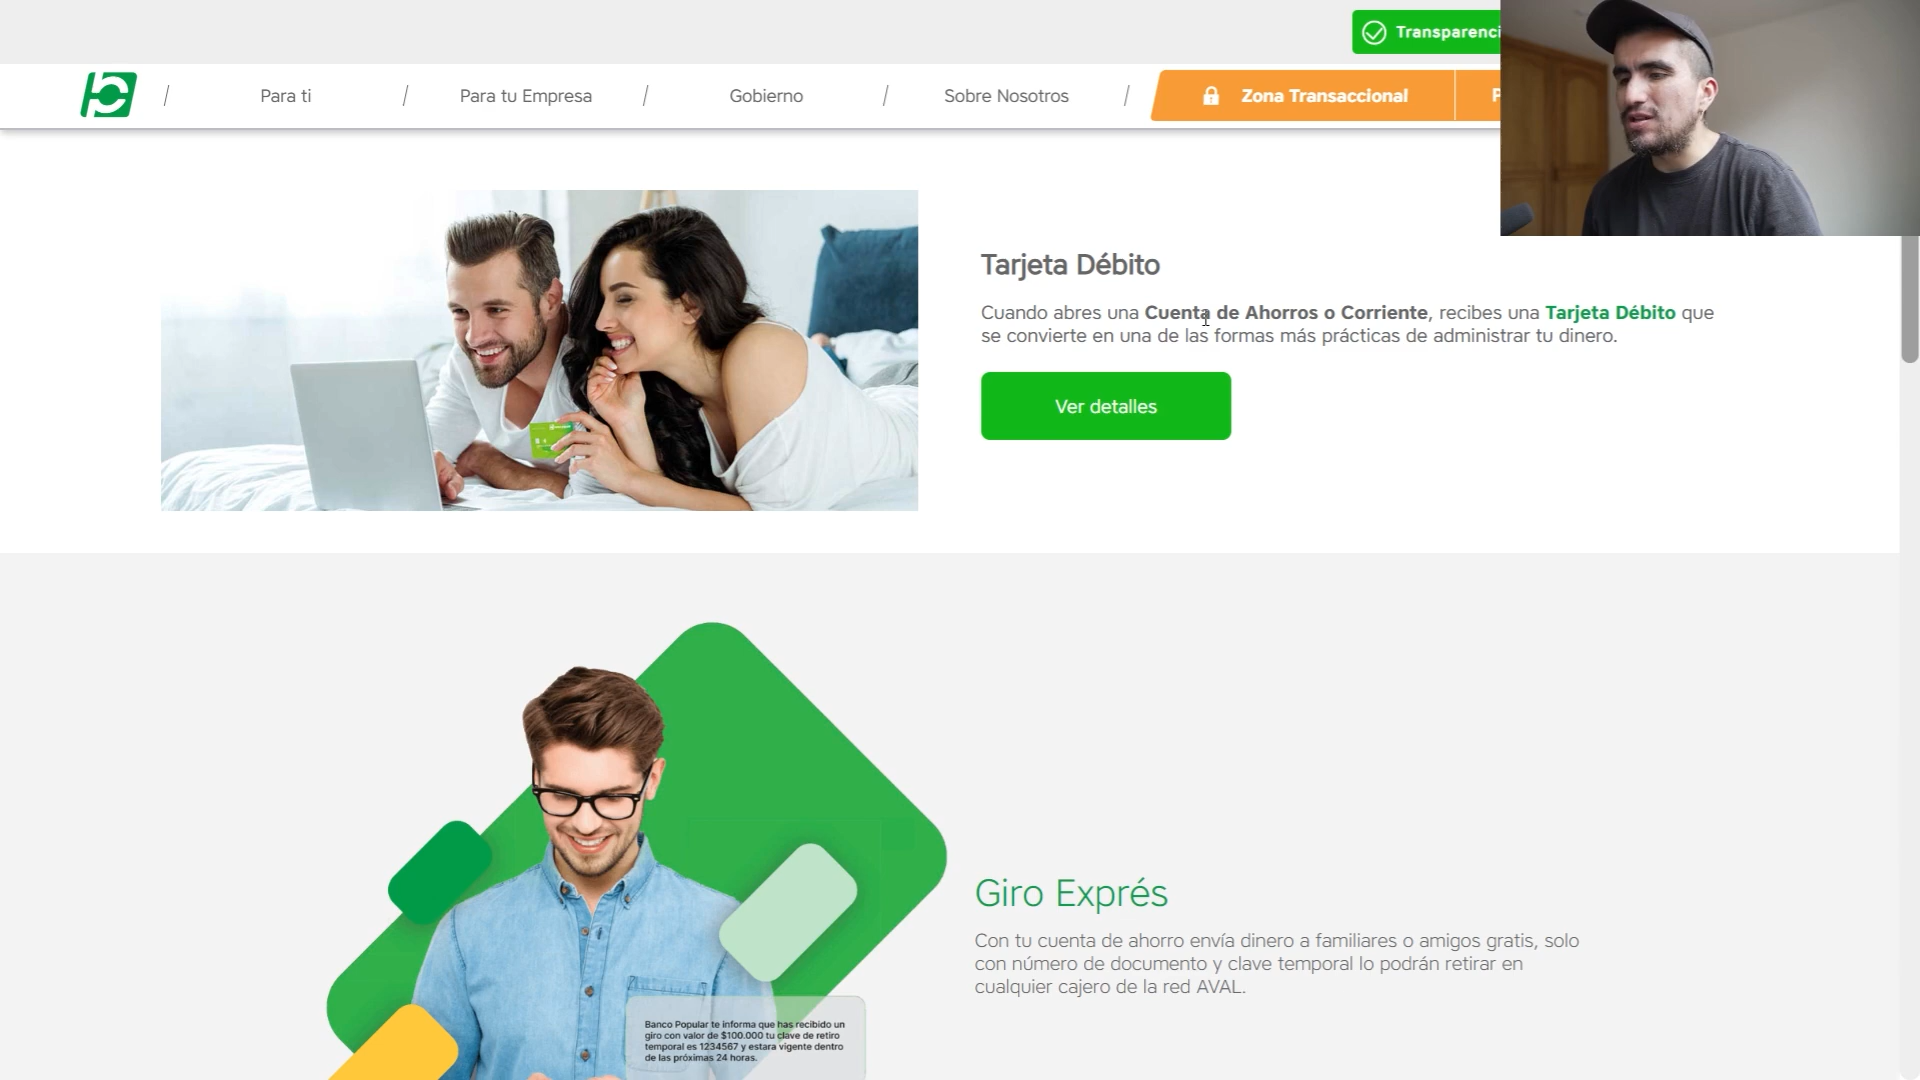 Transparenci
Para ti
Para tu Empresa
Gobierno
Sobre Nosotros
Zona Transaccional
P
Tarjeta Débito
Cuando abres una Cuenta de Ahorros o Corriente, recibes una Tarjeta Débito que
se convierte en una de las formas más prácticas de administrar tu dinero.
Ver detalles
Giro Exprés
Con tu cuenta de ahorro envía dinero a familiares o amigos gratis, solo
con número de documento y clave temporal lo podrán retirar en
cualquier cajero de la red AVAL.
Banco Popular te informa que has recibido un
giro con valor de $100.000 tu clave de retiro
temporal es 1234567 y estara vigente dentro
de las próximas 24 horas.